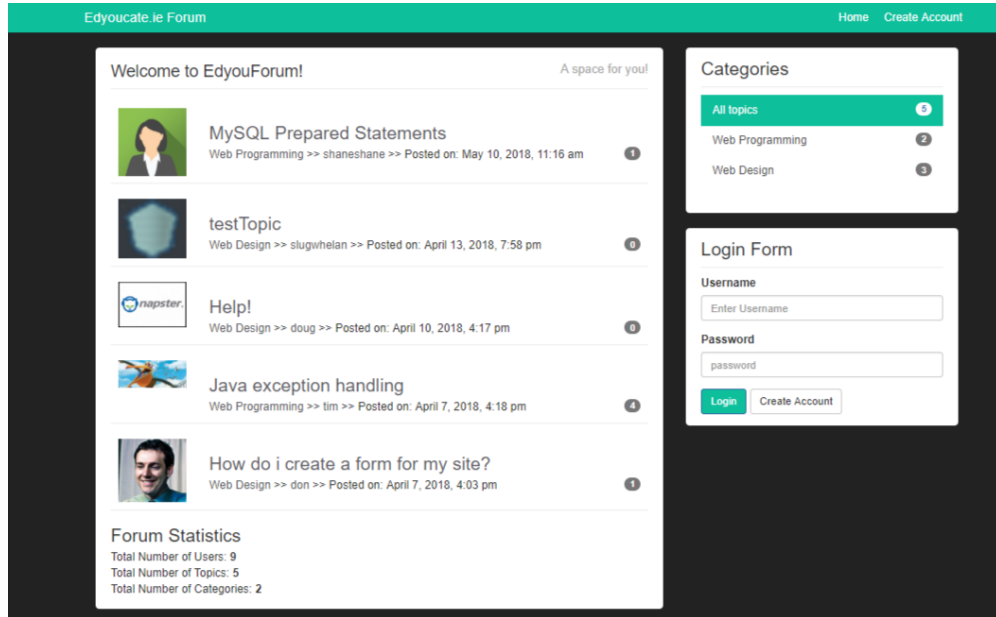 Edyoucate.ie Forum
Home Create Account
Welcome to EdyouForum! A space for you!
MySQL Prepared Statements
Web Programming >> shaneshane >> Posted on: May 10, 2018, 11:16 am 1
testTopic
Web Design >> slugwhelan >> Posted on: April 13, 2018, 7:58 pm 0
napster.
Help!
Web Design >> doug >> Posted on: April 10, 2018, 4:17 pm 0
Java exception handling
Web Programming >> tim >> Posted on: April 7, 2018, 4:18 pm 4
How do i create a form for my site?
Web Design >> don >> Posted on: April 7, 2018, 4:03 pm 1
Forum Statistics
Total Number of Users: 9
Total Number of Topics: 5
Total Number of Categories: 2
Categories
All topics 5
Web Programming 2
Web Design 3
Login Form
Username
Enter Username
Password
password
Login Create Account